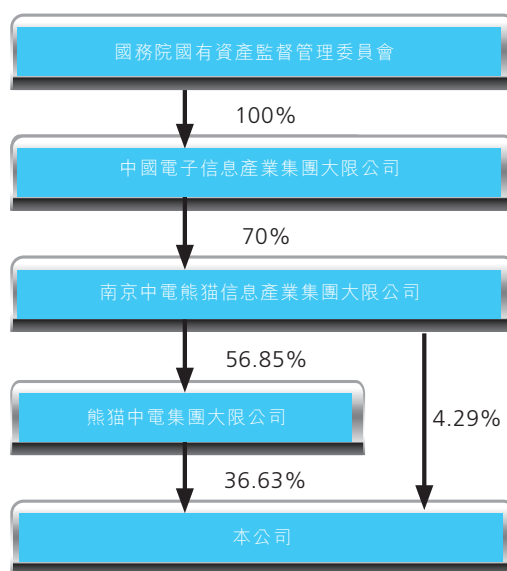 國務院國有資產監督管理委員會
100%
中國電子信息產業集團大限公司
70%
南京中電熊猫信息產業集團大限公司
56.85%
熊猫中電集團大限公司
4.29%
36.63%
本公司